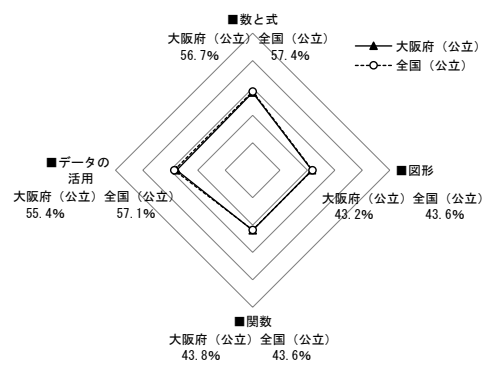 ■数と式
大阪府（公立）全国（公立）
56.7% 57.4%
大阪府（公立）
全国（公立）
■データの
活用
大阪府（公立）全国（公立）
55.4% 57.1%
■図形
大阪府（公立）全国（公立）
43.2% 43.6%
■関数
大阪府（公立）全国（公立）
43.8% 43.6%